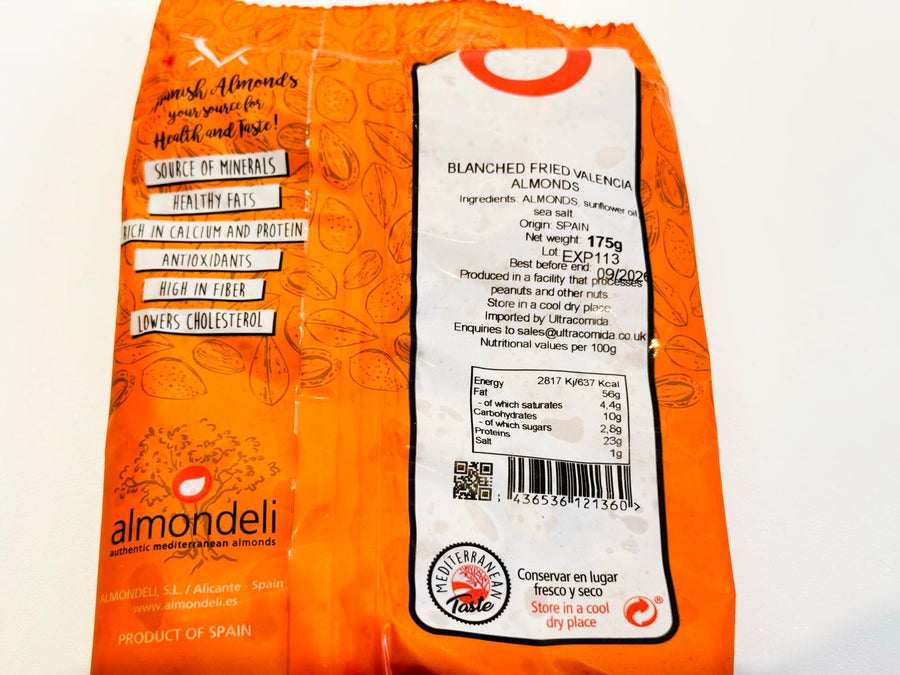 Spanish Almonds
your source for
Health and Taste!
SOURCE OF MINERALS
HEALTHY FATS
RICH IN CALCIUM AND PROTEIN
ANTIOXIDANTS
HIGH IN FIBER
LOWERS CHOLESTEROL
almondeli
authentic mediterranean almonds
ALMONDELI, S.L. / Alicante - Spain
www.almondeli.es
PRODUCT OF SPAIN
BLANCHED FRIED VALENCIA
ALMONDS
Ingredients: ALMONDS, sunflower oil
sea salt.
Origin: SPAIN
Net weight: 175g
Lot: EXP113
Best before end: 09/2026
Produced in a facility that processes
peanuts and other nuts.
Store in a cool dry place
Imported by Ultracomida.
Enquiries to sales@ultracomida.co.uk
Nutritional values per 100g
Energy 2817 Kj/637 Kcal
Fat 56g
- of which saturates 4,4g
Carbohydrates 10g
- of which sugars 2,8g
Proteins 23g
Salt 1g
436536 121360 >
MEDITERRANEAN
Taste
Conservar en lugar
fresco y seco
Store in a cool
dry place
®